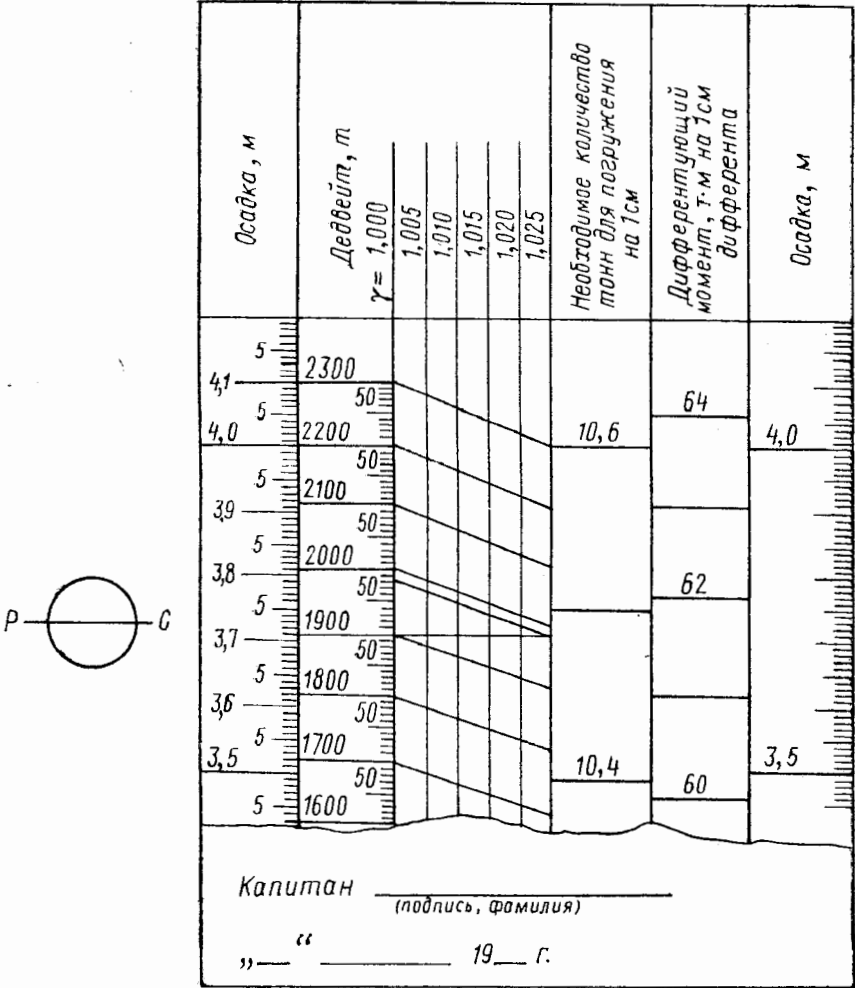 Осадка, м
Дедвейт, т
γ = 1,000
1,005
1,010
1,015
1,020
1,025
Необходимое количество
тонн для погружения
на 1см
Дифферентующий
момент, т·м на 1см
дифферента
Осадка, м
5
4,1
5
4,0
5
3,9
5
3,8
5
3,7
5
3,6
5
3,5
5
2300
50
2200
50
2100
50
2000
50
1900
50
1800
50
1700
50
1600
10,6
10,4
64
62
60
4,0
3,5
Р
С
Капитан
(подпись, фамилия)
„__“ ________ 19__ г.